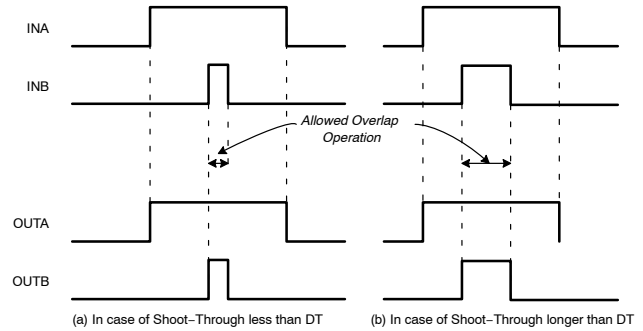 INA
INB
Allowed Overlap
Operation
OUTA
OUTB
(a) In case of Shoot−Through less than DT
(b) In case of Shoot−Through longer than DT